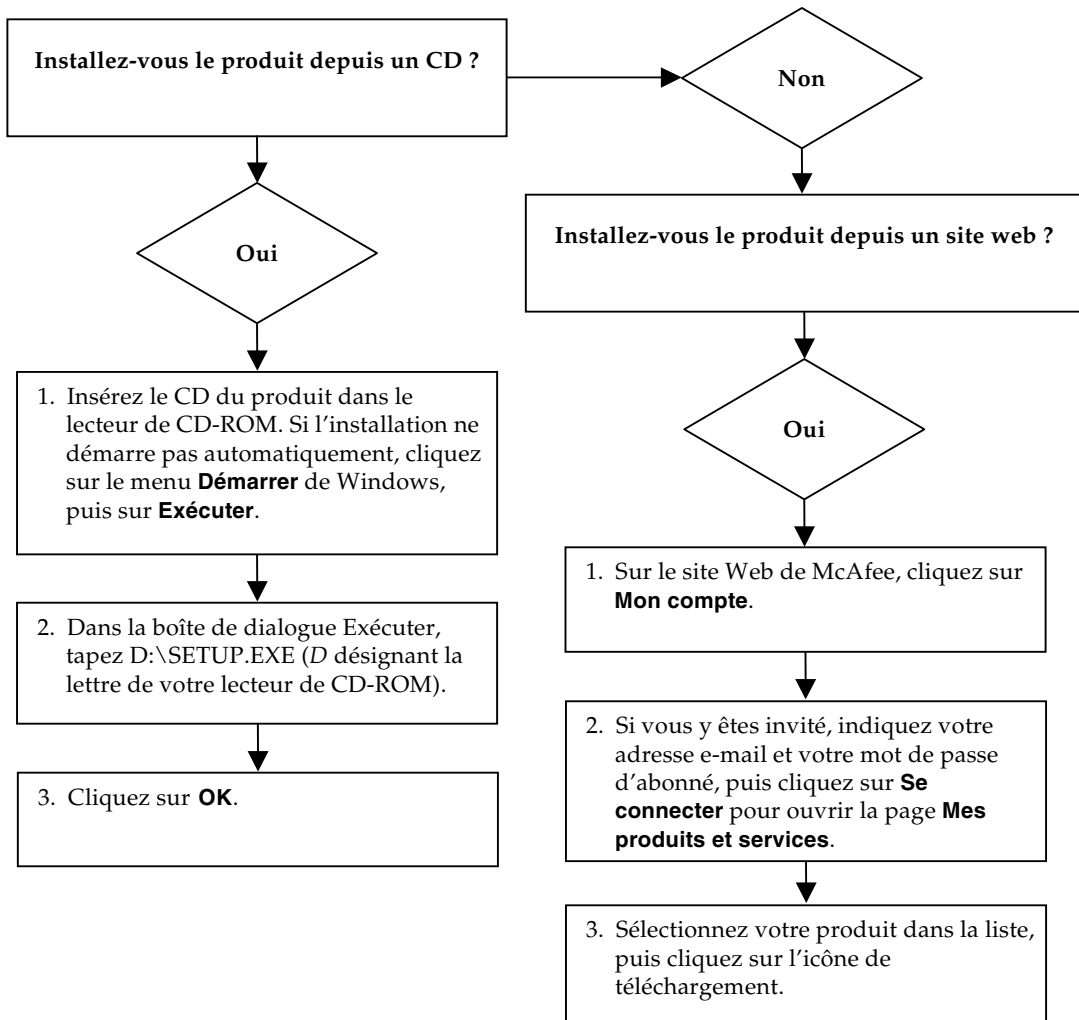 Installez-vous le produit depuis un CD ?
Non
Oui
1. Insérez le CD du produit dans le
lecteur de CD-ROM. Si l'installation ne
démarre pas automatiquement, cliquez
sur le menu Démarrer de Windows,
puis sur Exécuter.
2. Dans la boîte de dialogue Exécuter,
tapez D:\SETUP.EXE (D désignant la
lettre de votre lecteur de CD-ROM).
3. Cliquez sur OK.
Installez-vous le produit depuis un site web ?
Oui
1. Sur le site Web de McAfee, cliquez sur
Mon compte.
2. Si vous y êtes invité, indiquez votre
adresse e-mail et votre mot de passe
d'abonné, puis cliquez sur Se
connecter pour ouvrir la page Mes
produits et services.
3. Sélectionnez votre produit dans la liste,
puis cliquez sur l'icône de
téléchargement.